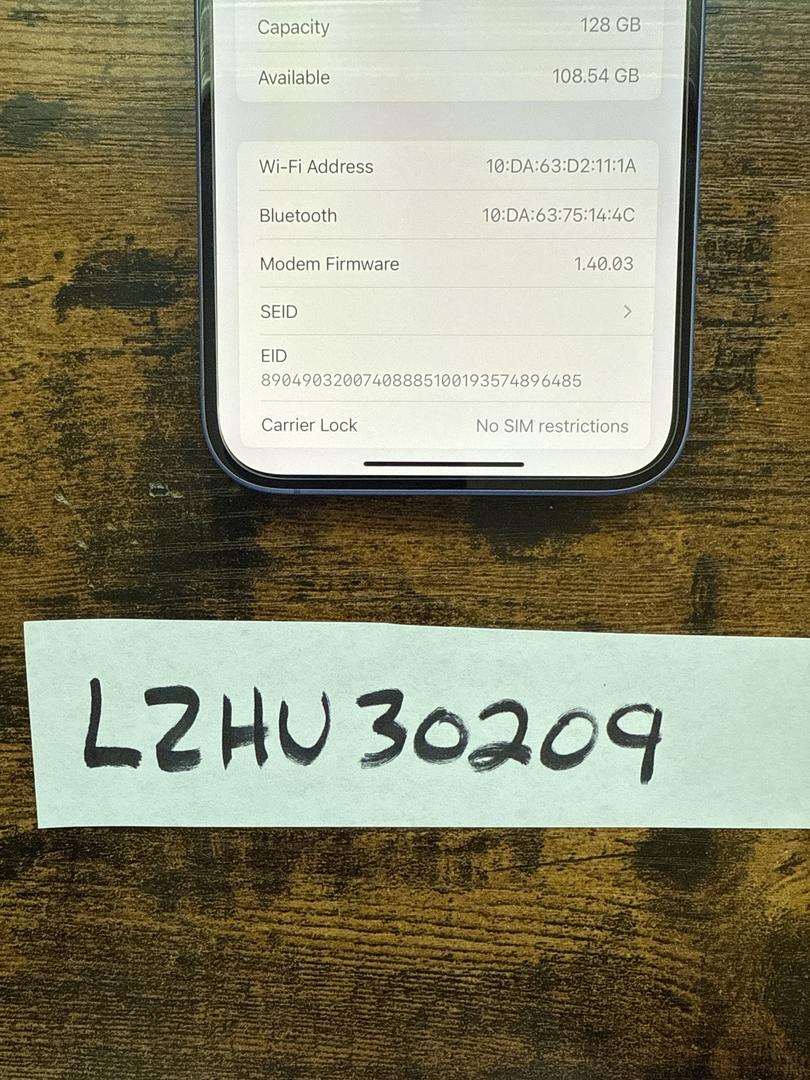 Capacity 128 GB
Available 108.54 GB
Wi-Fi Address 10:DA:63:D2:11:1A
Bluetooth 10:DA:63:75:14:4C
Modem Firmware 1.40.03
SEID >
EID
89049032007408885100193574896485
Carrier Lock No SIM restrictions
LZHU30209